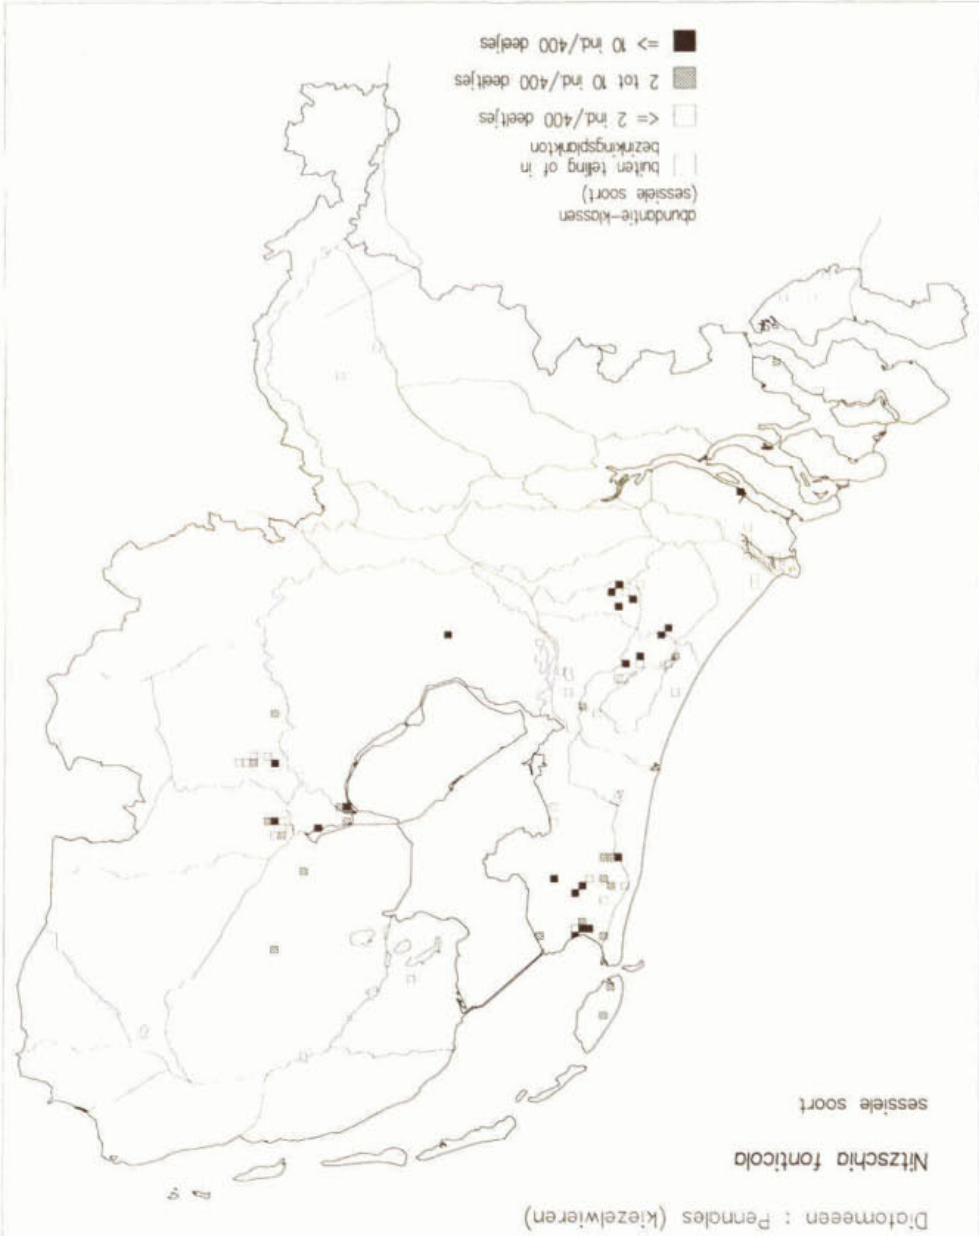 Diatomeeen : Pennales (kiezelwieren)
Nitzschia fonticola
sessiele soort
abundantie-klassen
(sessiele soort)
buiten telling of in
bezinkingsplankton
<= 2 ind./400 deeltjes
2 tot 10 ind./400 deeltjes
=> 10 ind./400 deeltjes